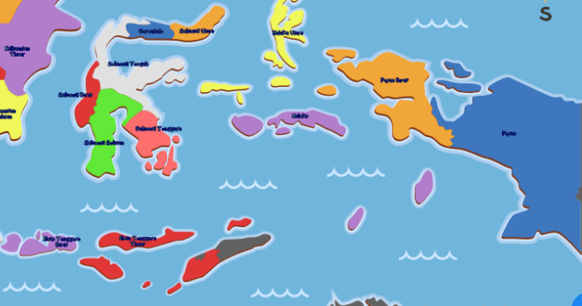 S
Gorontalo
Sulawesi Utara
Maluku Utara
Kalimantan
Timur
Sulawesi Tengah
Papua Barat
Sulawesi Barat
Maluku
Sulawesi Tenggara
Papua
Sulawesi Selatan
Nusa Tenggara
Barat
Nusa Tenggara
Timur